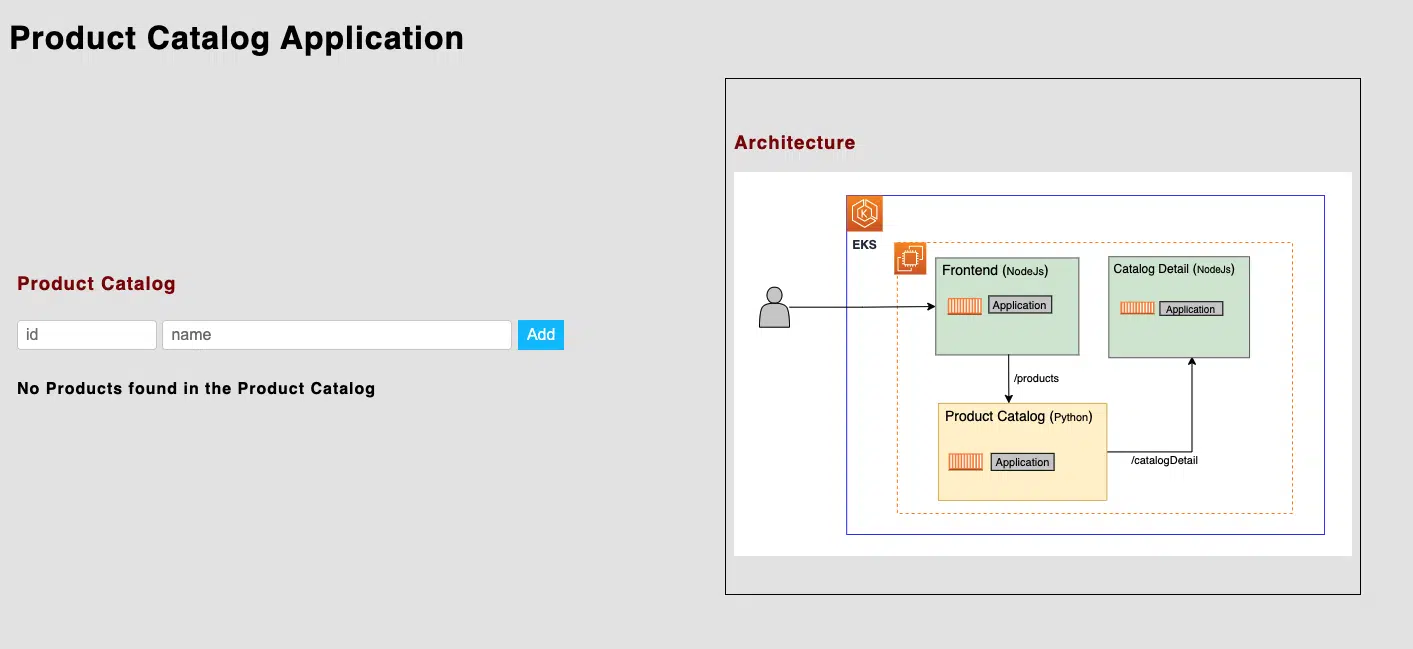 Product Catalog Application
Product Catalog
id name Add
No Products found in the Product Catalog
Architecture
EKS
Frontend (NodeJs)
Application
Catalog Detail (NodeJs)
Application
/products
Product Catalog (Python)
Application
/catalogDetail